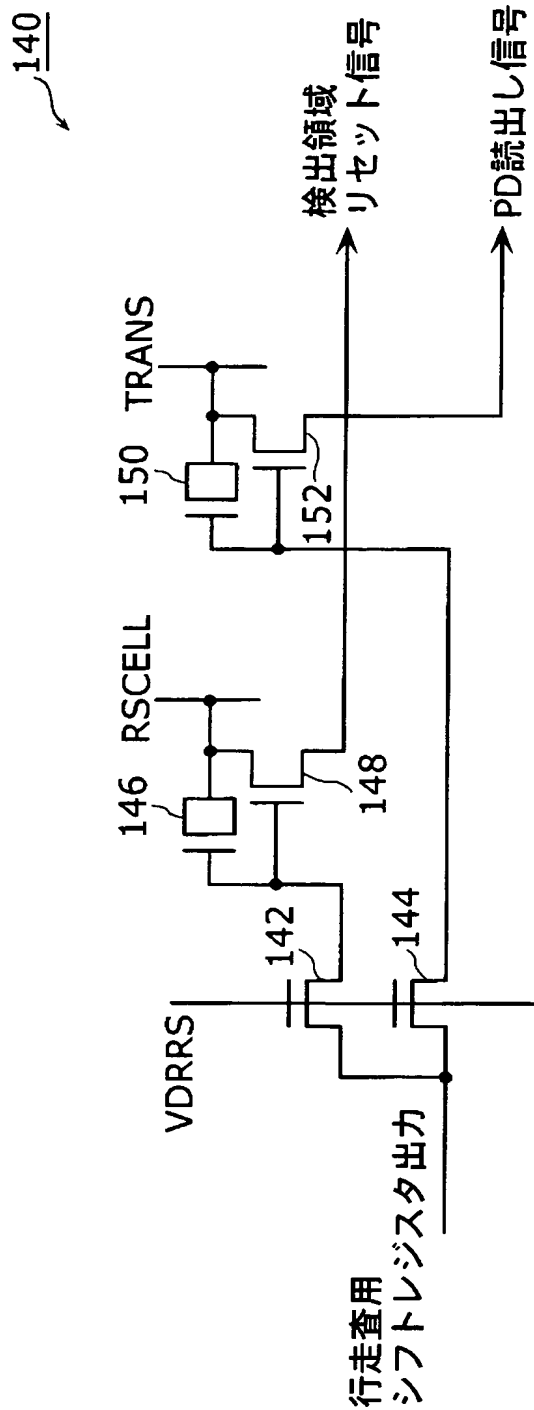 140
TRANS
150
152
RSCELL
146
148
VDRRS
142
144
検出領域
リセット信号
PD読出し信号
行走査用
シフトレジスタ出力